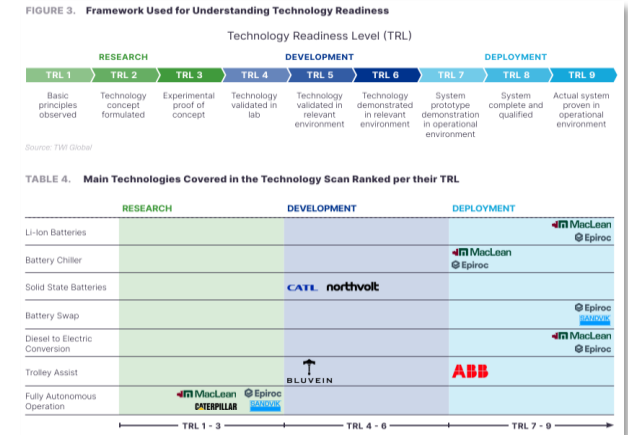 FIGURE 3. Framework Used for Understanding Technology Readiness
Technology Readiness Level (TRL)
RESEARCH DEVELOPMENT DEPLOYMENT
TRL 1 TRL 2 TRL 3 TRL 4 TRL 5 TRL 6 TRL 7 TRL 8 TRL 9
Basic Technology Experimental Technology Technology Technology System System Actual system
principles concept proof of validated in validated in demonstrated prototype complete and proven in
observed formulated concept lab relevant in relevant demonstration qualified operational
environment environment in operational environment
environment
Source: TWI Global
TABLE 4. Main Technologies Covered in the Technology Scan Ranked per their TRL
RESEARCH DEVELOPMENT DEPLOYMENT
Li-Ion Batteries MacLean
Epiroc
Battery Chiller MacLean
Epiroc
Solid State Batteries CATL northvolt
Battery Swap Epiroc
SANDVIK
Diesel to Electric MacLean
Conversion Epiroc
Trolley Assist BLUVEIN ABB
Fully Autonomous MacLean Epiroc
Operation CATERPILLAR SANDVIK
TRL 1 - 3 TRL 4 - 6 TRL 7 - 9